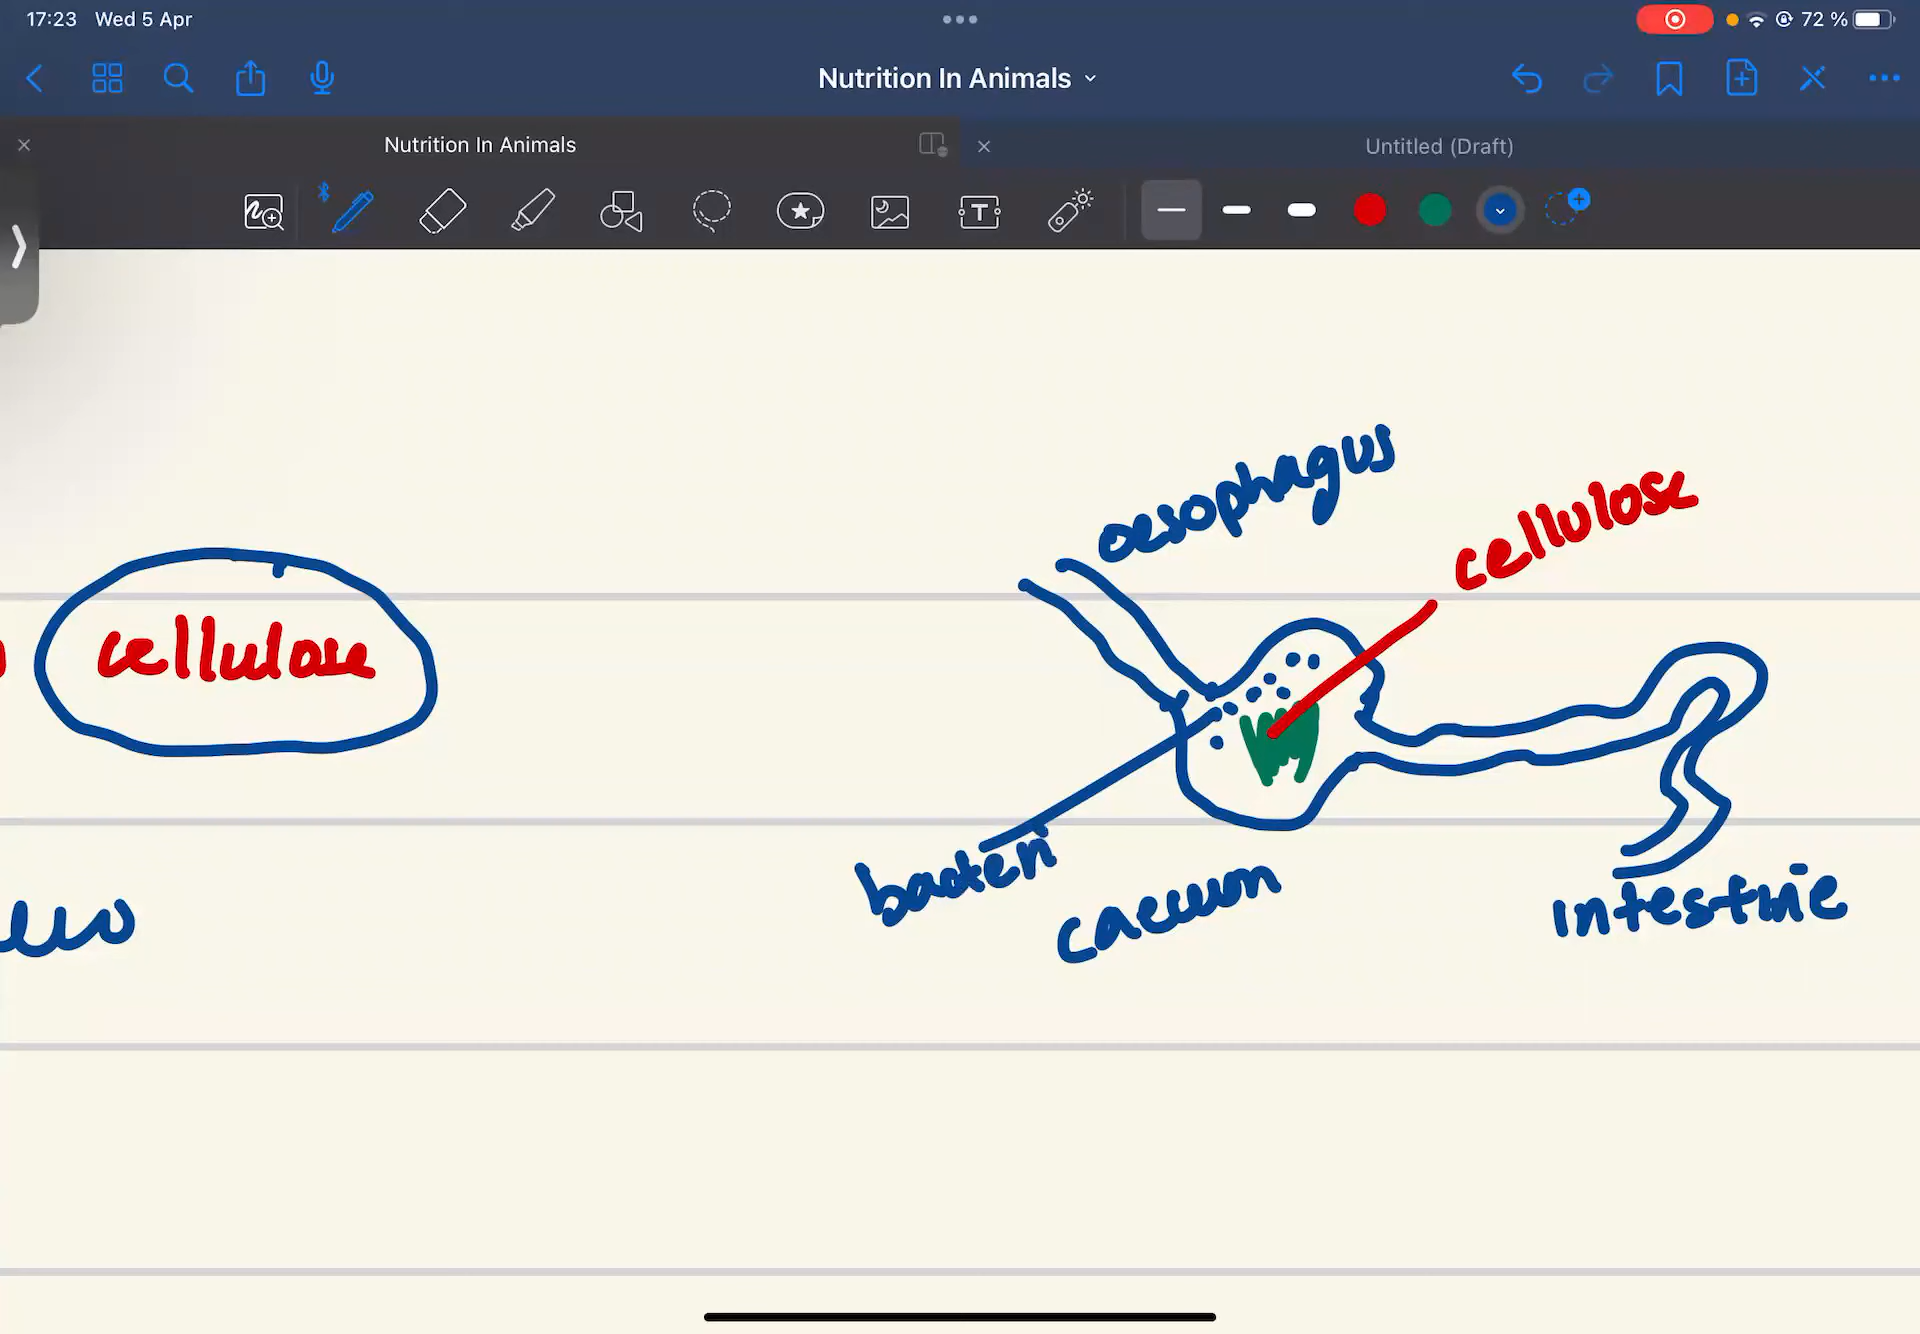 17:23 Wed 5 Apr
72 %
Nutrition In Animals
Nutrition In Animals
Untitled (Draft)
T
oesophagus
cellulose
cellulose
bacteri
caecum
intestine